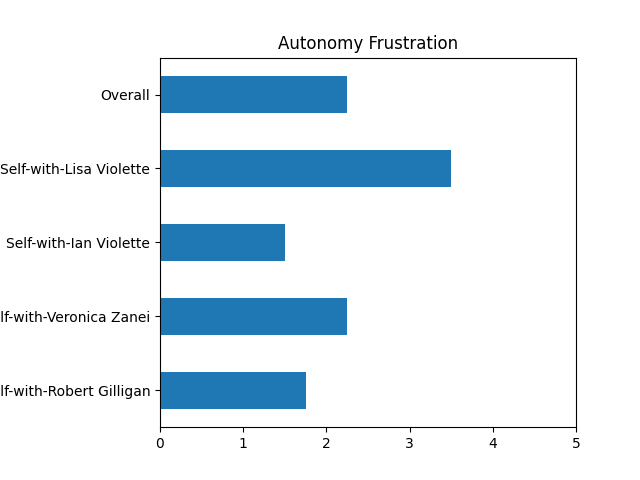 Autonomy Frustration
Overall
Self-with-Lisa Violette
Self-with-Ian Violette
lf-with-Veronica Zanei
lf-with-Robert Gilligan
0 1 2 3 4 5